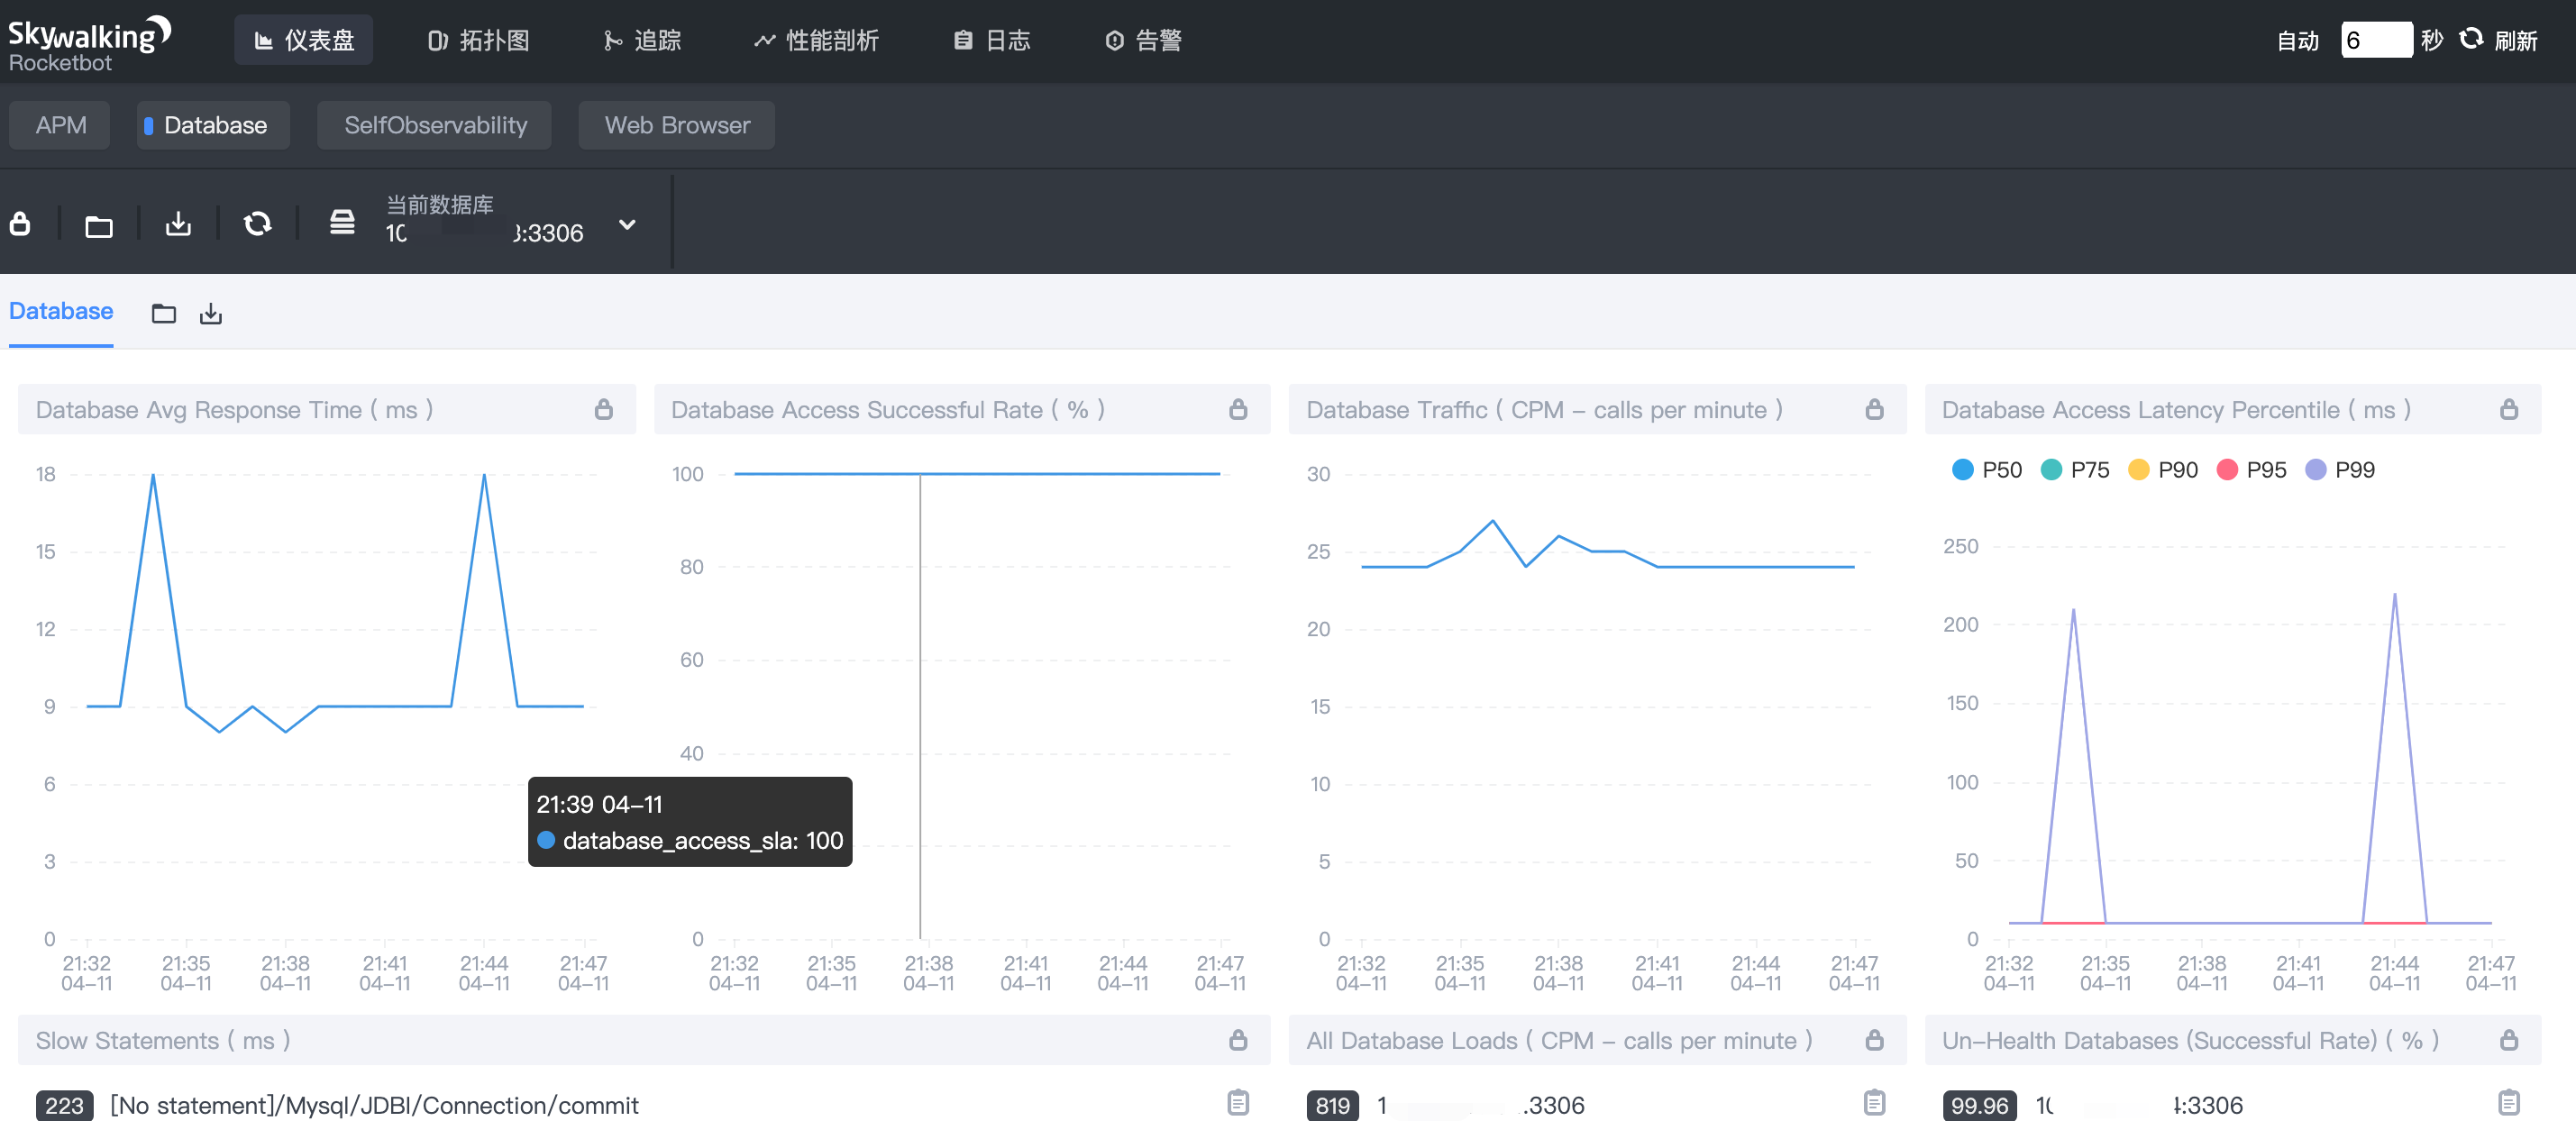 Skywalking
Rocketbot
仪表盘
拓扑图
追踪
性能剖析
日志
告警
自动 6 秒 刷新
APM
Database
SelfObservability
Web Browser
当前数据库
:3306
Database
Database Avg Response Time ( ms )
18
15
12
9
6
3
0
21:32 04-11
21:35 04-11
21:38 04-11
21:41 04-11
21:44 04-11
21:47 04-11
Database Access Successful Rate ( % )
100
80
60
40
0
21:39 04-11
database_access_sla: 100
21:32 04-11
21:35 04-11
21:38 04-11
21:41 04-11
21:44 04-11
21:47 04-11
Database Traffic ( CPM - calls per minute )
30
25
20
15
10
5
0
21:32 04-11
21:35 04-11
21:38 04-11
21:41 04-11
21:44 04-11
21:47 04-11
Database Access Latency Percentile ( ms )
P50 P75 P90 P95 P99
250
200
150
100
50
0
21:32 04-11
21:35 04-11
21:38 04-11
21:41 04-11
21:44 04-11
21:47 04-11
Slow Statements ( ms )
223 [No statement]/Mysql/JDBI/Connection/commit
All Database Loads ( CPM - calls per minute )
819 1 .3306
Un-Health Databases (Successful Rate) ( % )
99.96 :3306